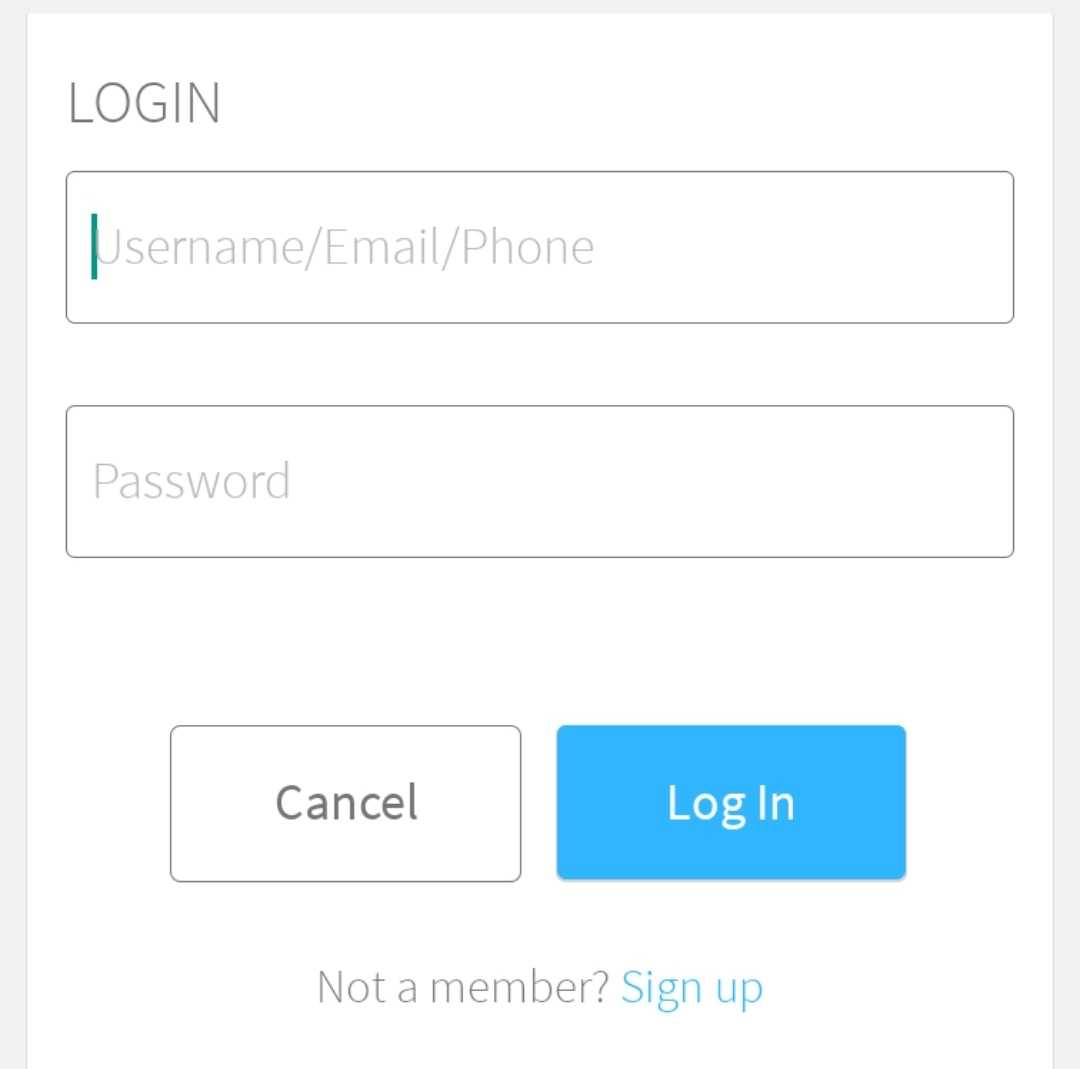 LOGIN
Username/Email/Phone
Password
Cancel Log In
Not a member? Sign up